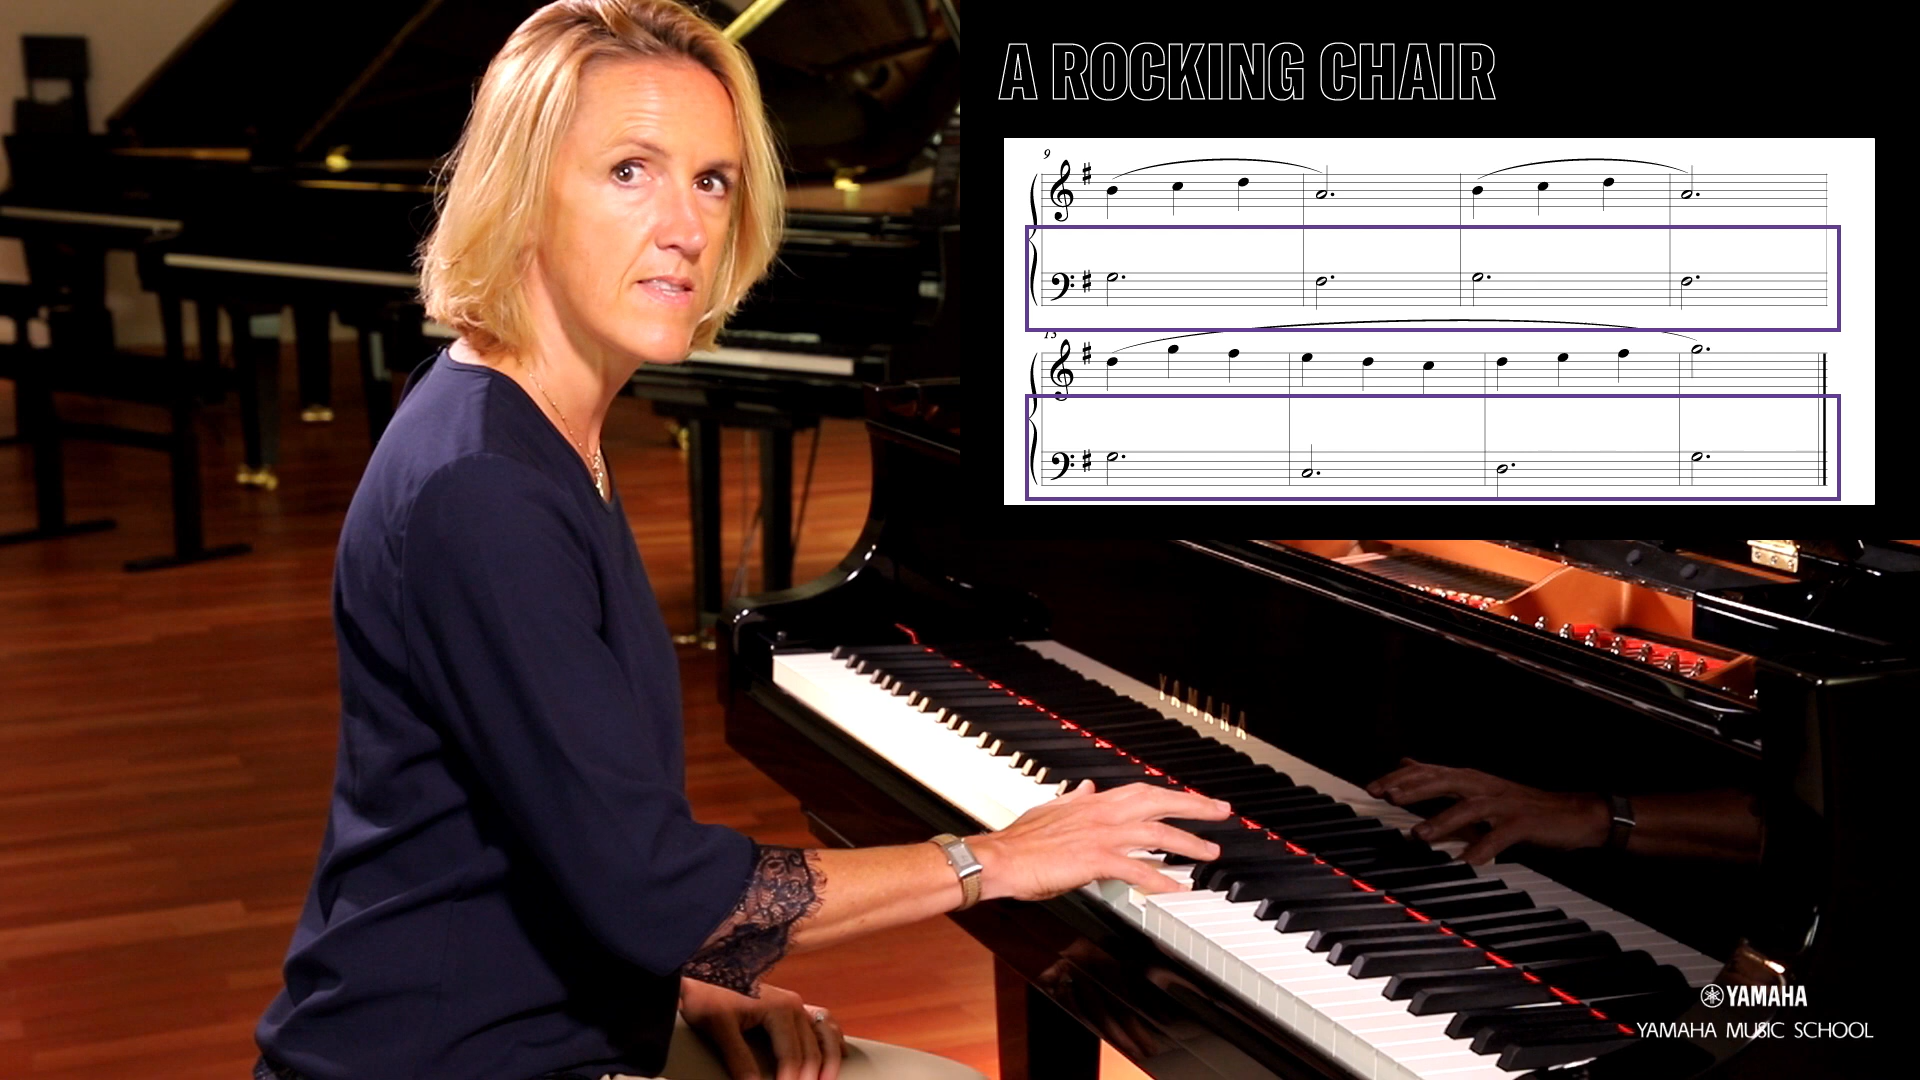 A ROCKING CHAIR
9
13
YAMAHA
YAMAHA
YAMAHA MUSIC SCHOOL